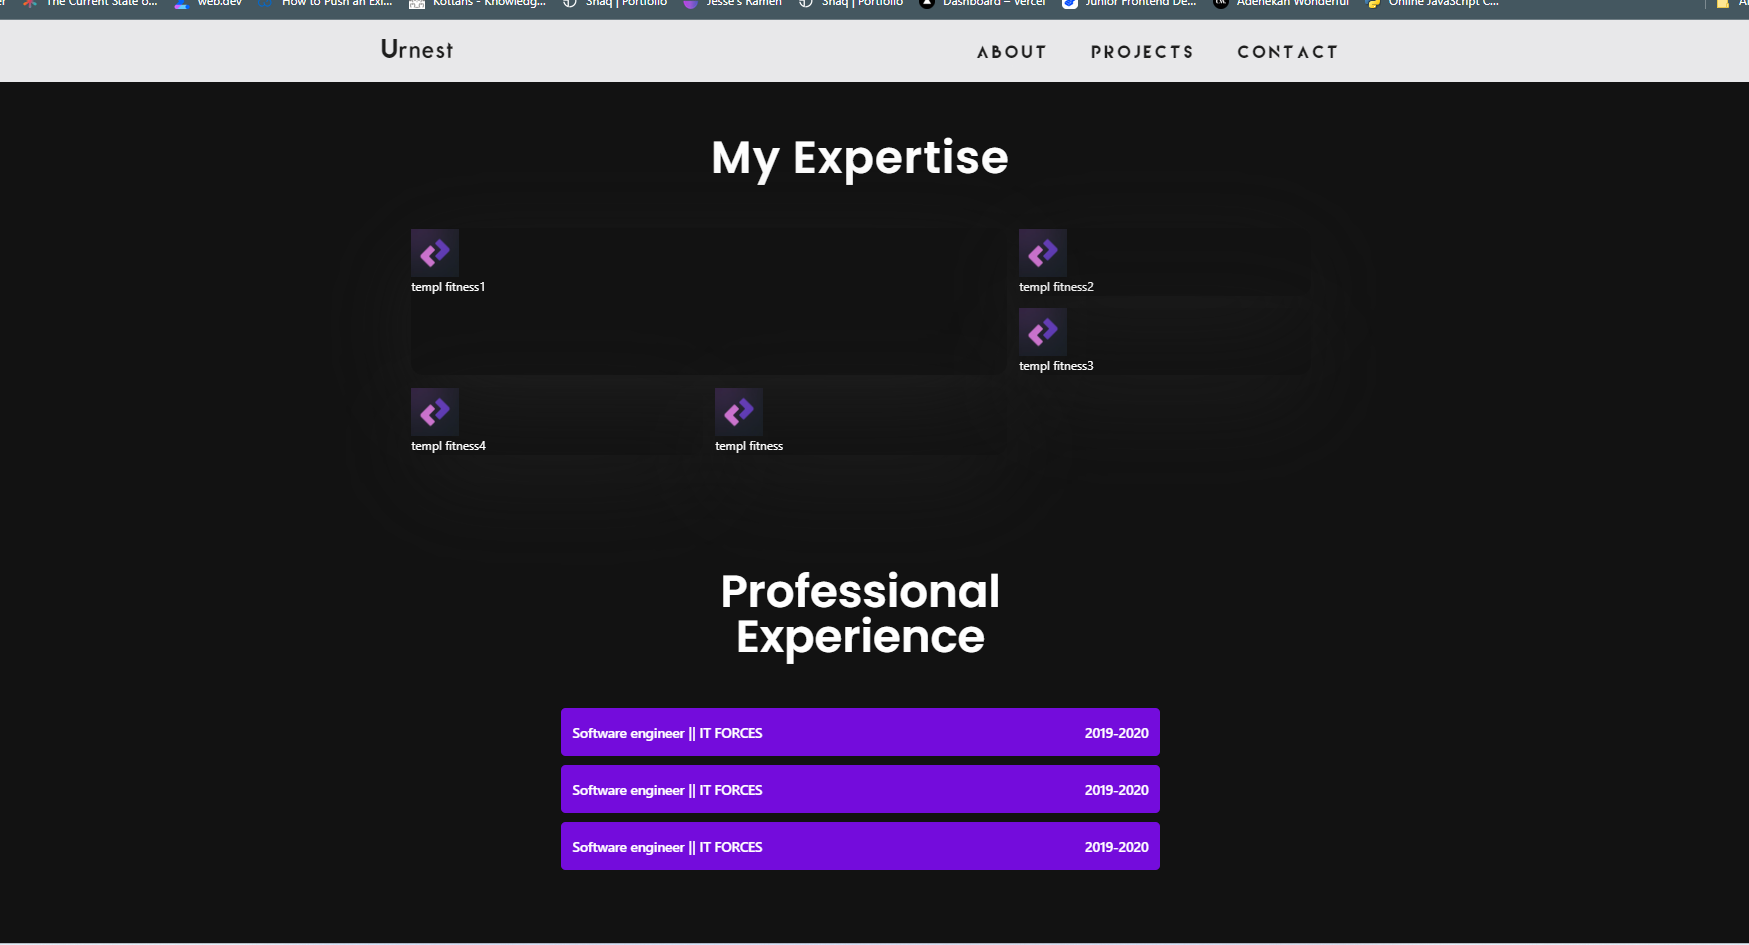 The Current State o...
web.dev
How to Push an Exi...
Kottans - Knowledg...
Shaq | Portfolio
Jesse's Ramen
Shaq | Portfolio
Dashboard – Vercel
Junior Frontend De...
Adenekan Wonderful
Online JavaScript C...
Urnest
ABOUT
PROJECTS
CONTACT
My Expertise
templ fitness1
templ fitness2
templ fitness3
templ fitness4
templ fitness
Professional
Experience
Software engineer || IT FORCES
2019-2020
Software engineer || IT FORCES
2019-2020
Software engineer || IT FORCES
2019-2020